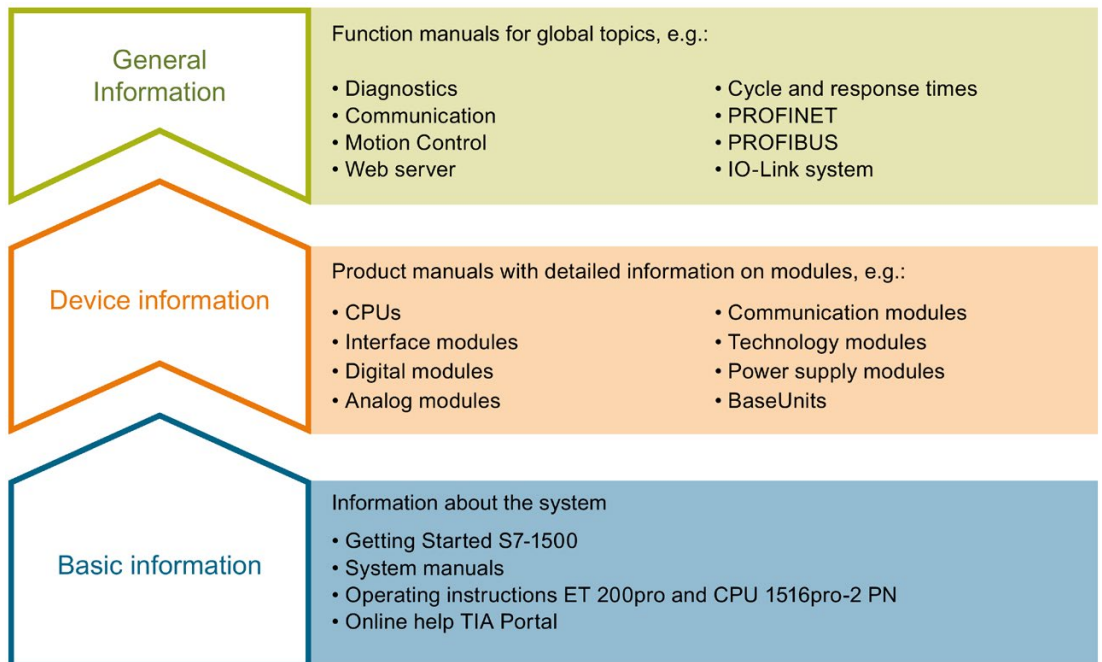 General
Information
Function manuals for global topics, e.g.:
• Diagnostics
• Communication
• Motion Control
• Web server
• Cycle and response times
• PROFINET
• PROFIBUS
• IO-Link system
Device information
Product manuals with detailed information on modules, e.g.:
• CPUs
• Interface modules
• Digital modules
• Analog modules
• Communication modules
• Technology modules
• Power supply modules
• BaseUnits
Basic information
Information about the system
• Getting Started S7-1500
• System manuals
• Operating instructions ET 200pro and CPU 1516pro-2 PN
• Online help TIA Portal